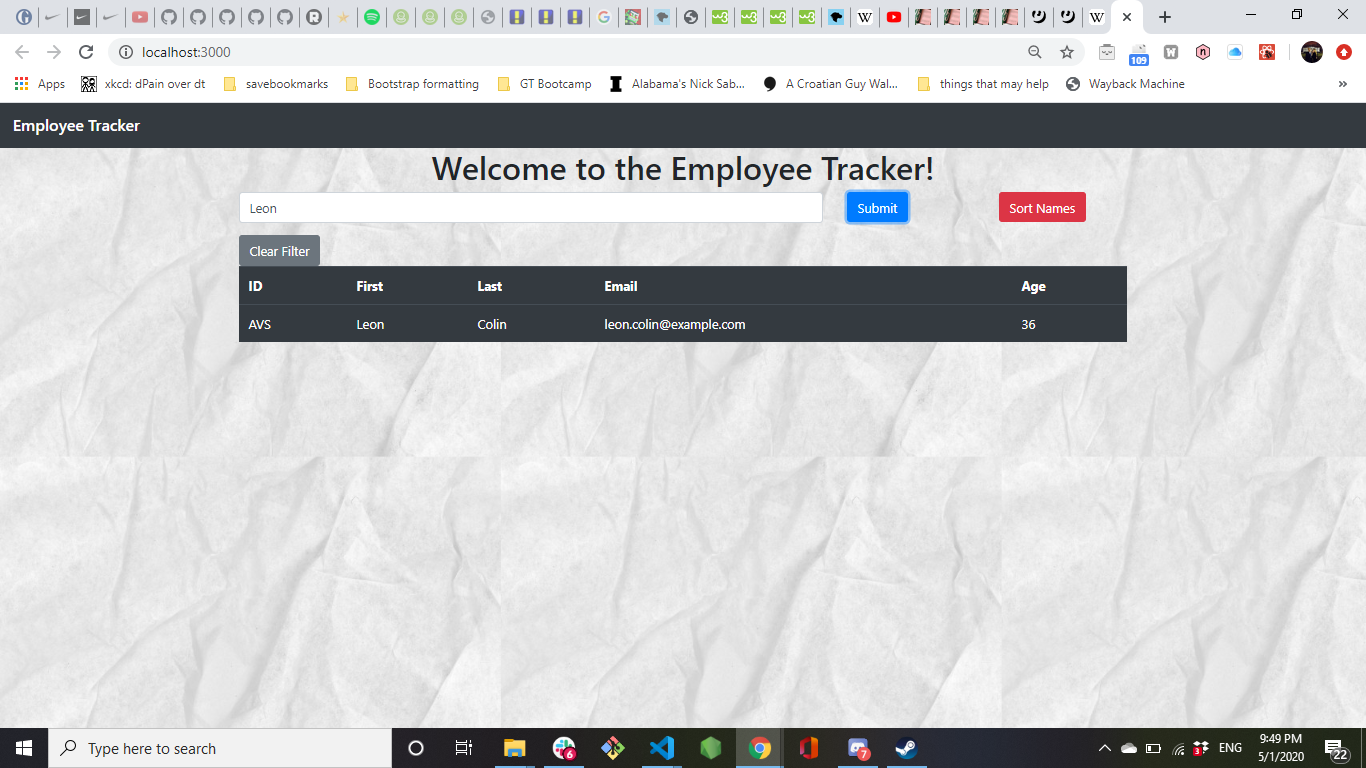 localhost:3000
109
Apps
xkcd: dPain over dt
savebookmarks
Bootstrap formatting
GT Bootcamp
Alabama's Nick Sab...
A Croatian Guy Wal...
things that may help
Wayback Machine
»
Employee Tracker
Welcome to the Employee Tracker!
Leon
Submit
Sort Names
Clear Filter
ID First Last Email Age
AVS Leon Colin leon.colin@example.com 36
Type here to search
6
7
3
ENG
9:49 PM
5/1/2020
22